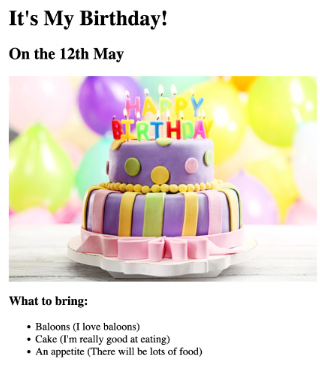 It's My Birthday!
On the 12th May
HAPPY
BIRTHDAY
What to bring:
Baloons (I love baloons)
Cake (I'm really good at eating)
An appetite (There will be lots of food)